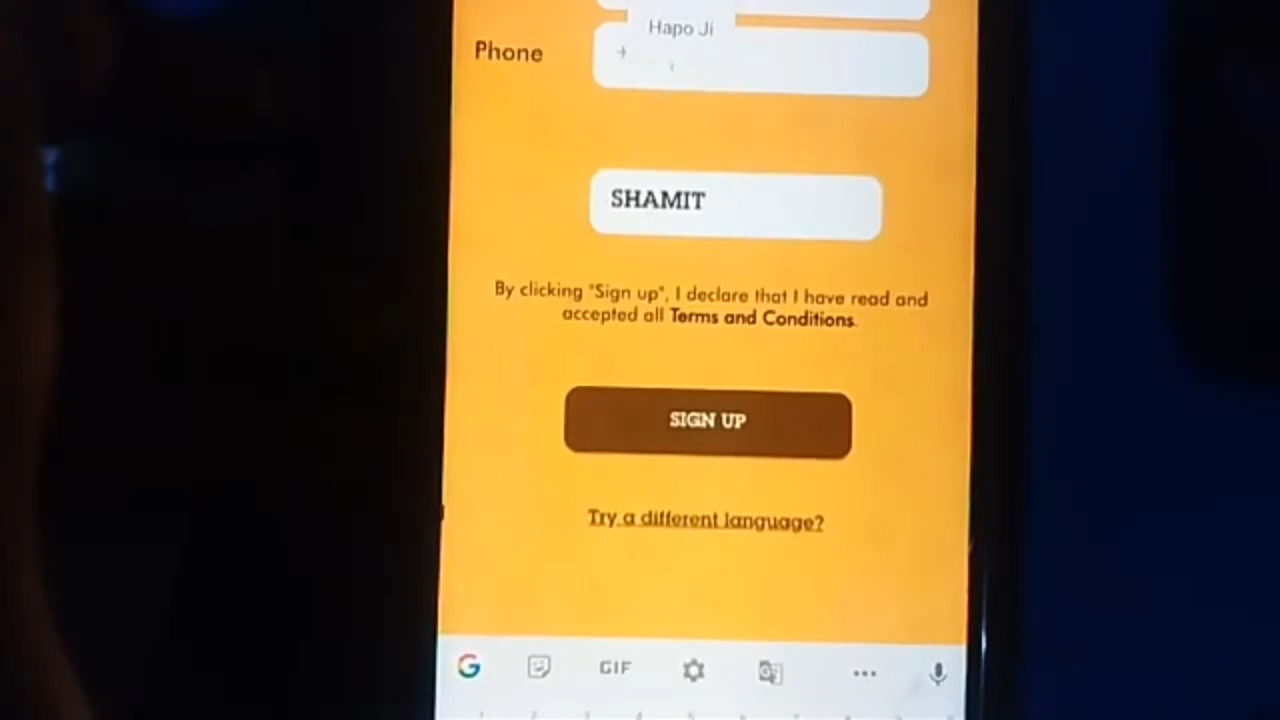 Hapo Ji
Phone
+
SHAMIT
By clicking "Sign up", I declare that I have read and
accepted all Terms and Conditions.
SIGN UP
Try a different language?
G GIF